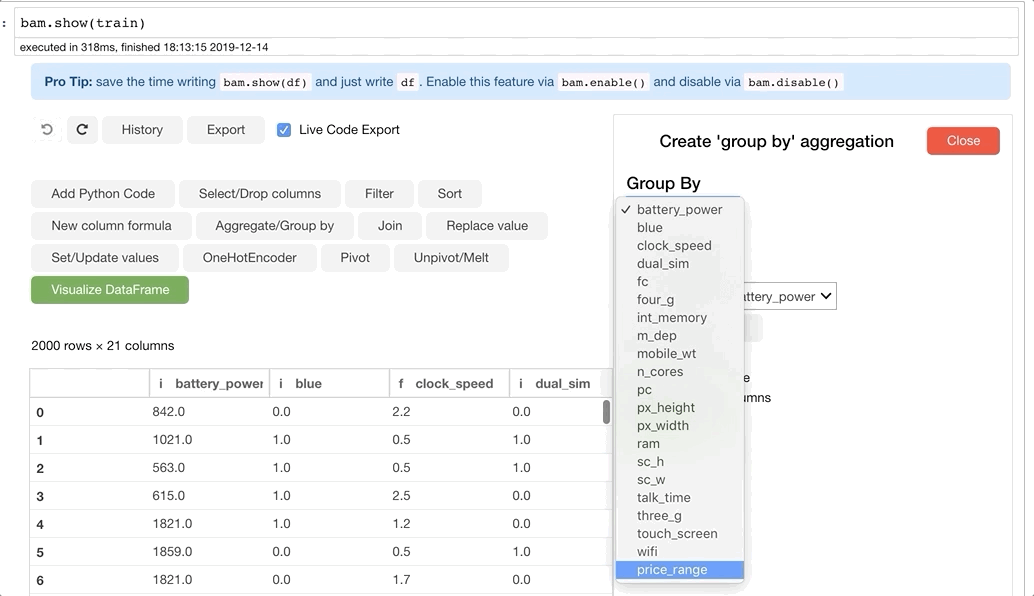 :
bam.show(train)
executed in 318ms, finished 18:13:15 2019-12-14
Pro Tip: save the time writing bam.show(df) and just write df . Enable this feature via bam.enable() and disable via bam.disable()
History Export Live Code Export
Add Python Code Select/Drop columns Filter Sort
New column formula Aggregate/Group by Join Replace value
Set/Update values OneHotEncoder Pivot Unpivot/Melt
Visualize DataFrame
2000 rows × 21 columns
i battery_power i blue f clock_speed i dual_sim
0 842.0 0.0 2.2 0.0
1 1021.0 1.0 0.5 1.0
2 563.0 1.0 0.5 1.0
3 615.0 1.0 2.5 0.0
4 1821.0 1.0 1.2 0.0
5 1859.0 0.0 0.5 1.0
6 1821.0 0.0 1.7 0.0
Create 'group by' aggregation Close
Group By
✓ battery_power
blue
clock_speed
dual_sim
fc
four_g
int_memory
m_dep
mobile_wt
n_cores
pc
px_height
px_width
ram
sc_h
sc_w
talk_time
three_g
touch_screen
wifi
price_range
ttery_power
e
umns